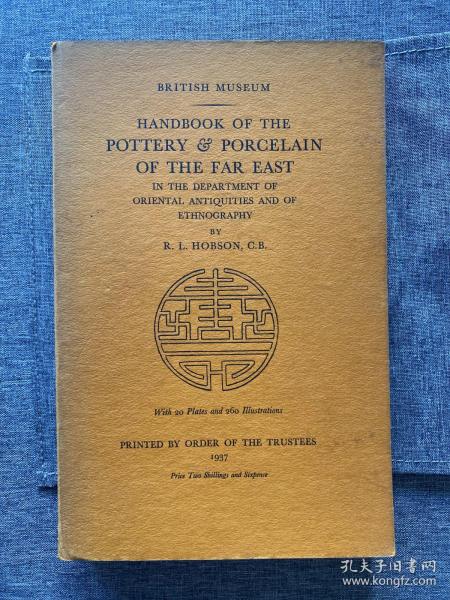 BRITISH MUSEUM
HANDBOOK OF THE
POTTERY & PORCELAIN
OF THE FAR EAST
IN THE DEPARTMENT OF
ORIENTAL ANTIQUITIES AND OF
ETHNOGRAPHY
BY
R. L. HOBSON, C.B.
With 20 Plates and 260 Illustrations
PRINTED BY ORDER OF THE TRUSTEES
1937
Price Two Shillings and Sixpence
孔夫子旧书网
www.kongfz.com